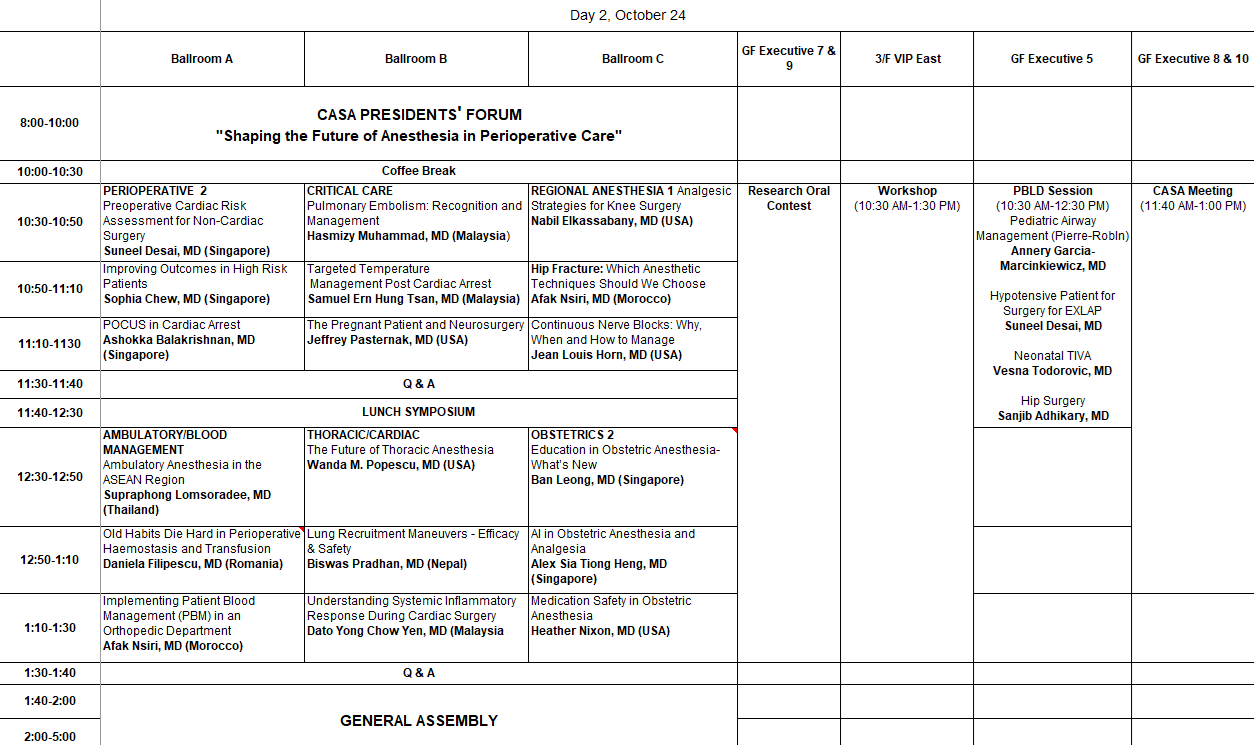 Day 2, October 24
Ballroom A
Ballroom B
Ballroom C
GF Executive 7 &
9
3/F VIP East
GF Executive 5
GF Executive 8 & 10
8:00-10:00
CASA PRESIDENTS' FORUM
"Shaping the Future of Anesthesia in Perioperative Care"
10:00-10:30
Coffee Break
10:30-10:50
PERIOPERATIVE 2
Preoperative Cardiac Risk
Assessment for Non-Cardiac
Surgery
Suneel Desai, MD (Singapore)
CRITICAL CARE
Pulmonary Embolism: Recognition and
Management
Hasmizy Muhammad, MD (Malaysia)
REGIONAL ANESTHESIA 1 Analgesic
Strategies for Knee Surgery
Nabil Elkassabany, MD (USA)
Research Oral
Contest
Workshop
(10:30 AM-1:30 PM)
PBLD Session
(10:30 AM-12:30 PM)
Pediatric Airway
Management (Pierre-RobIn)
Annery Garcia-
Marcinkiewicz, MD
Hypotensive Patient for
Surgery for EXLAP
Suneel Desai, MD
Neonatal TIVA
Vesna Todorovic, MD
Hip Surgery
Sanjib Adhikary, MD
CASA Meeting
(11:40 AM-1:00 PM)
10:50-11:10
Improving Outcomes in High Risk
Patients
Sophia Chew, MD (Singapore)
Targeted Temperature
Management Post Cardiac Arrest
Samuel Ern Hung Tsan, MD (Malaysia)
Hip Fracture: Which Anesthetic
Techniques Should We Choose
Afak Nsiri, MD (Morocco)
11:10-1130
POCUS in Cardiac Arrest
Ashokka Balakrishnan, MD
(Singapore)
The Pregnant Patient and Neurosurgery
Jeffrey Pasternak, MD (USA)
Continuous Nerve Blocks: Why,
When and How to Manage
Jean Louis Horn, MD (USA)
11:30-11:40
Q & A
11:40-12:30
LUNCH SYMPOSIUM
12:30-12:50
AMBULATORY/BLOOD
MANAGEMENT
Ambulatory Anesthesia in the
ASEAN Region
Supraphong Lomsoradee, MD
(Thailand)
THORACIC/CARDIAC
The Future of Thoracic Anesthesia
Wanda M. Popescu, MD (USA)
OBSTETRICS 2
Education in Obstetric Anesthesia-
What's New
Ban Leong, MD (Singapore)
12:50-1:10
Old Habits Die Hard in Perioperative
Haemostasis and Transfusion
Daniela Filipescu, MD (Romania)
Lung Recruitment Maneuvers - Efficacy
& Safety
Biswas Pradhan, MD (Nepal)
AI in Obstetric Anesthesia and
Analgesia
Alex Sia Tiong Heng, MD
(Singapore)
1:10-1:30
Implementing Patient Blood
Management (PBM) in an
Orthopedic Department
Afak Nsiri, MD (Morocco)
Understanding Systemic Inflammatory
Response During Cardiac Surgery
Dato Yong Chow Yen, MD (Malaysia
Medication Safety in Obstetric
Anesthesia
Heather Nixon, MD (USA)
1:30-1:40
Q & A
1:40-2:00
GENERAL ASSEMBLY
2:00-5:00